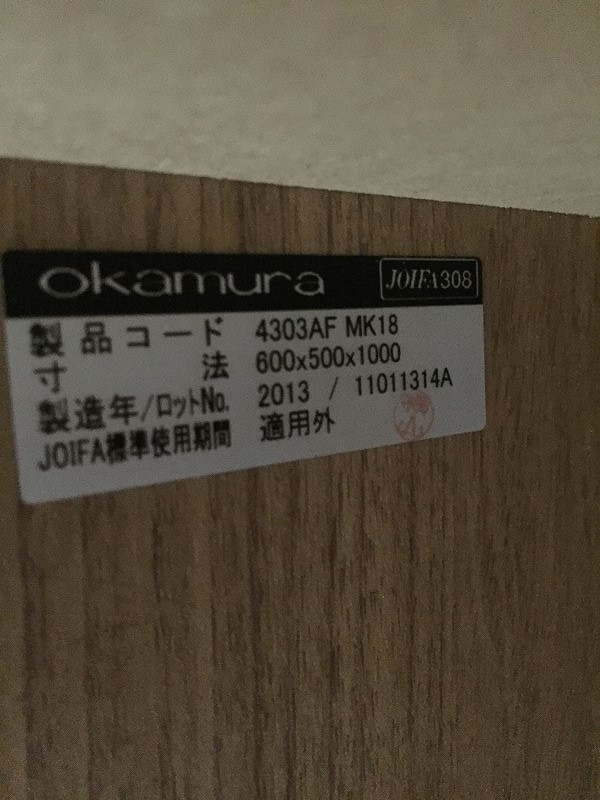 okamura JOIFA308
製品コード 4303AF MK18
寸法 600x500x1000
製造年/ロットNo. 2013 / 11011314A
JOIFA標準使用期間 適用外